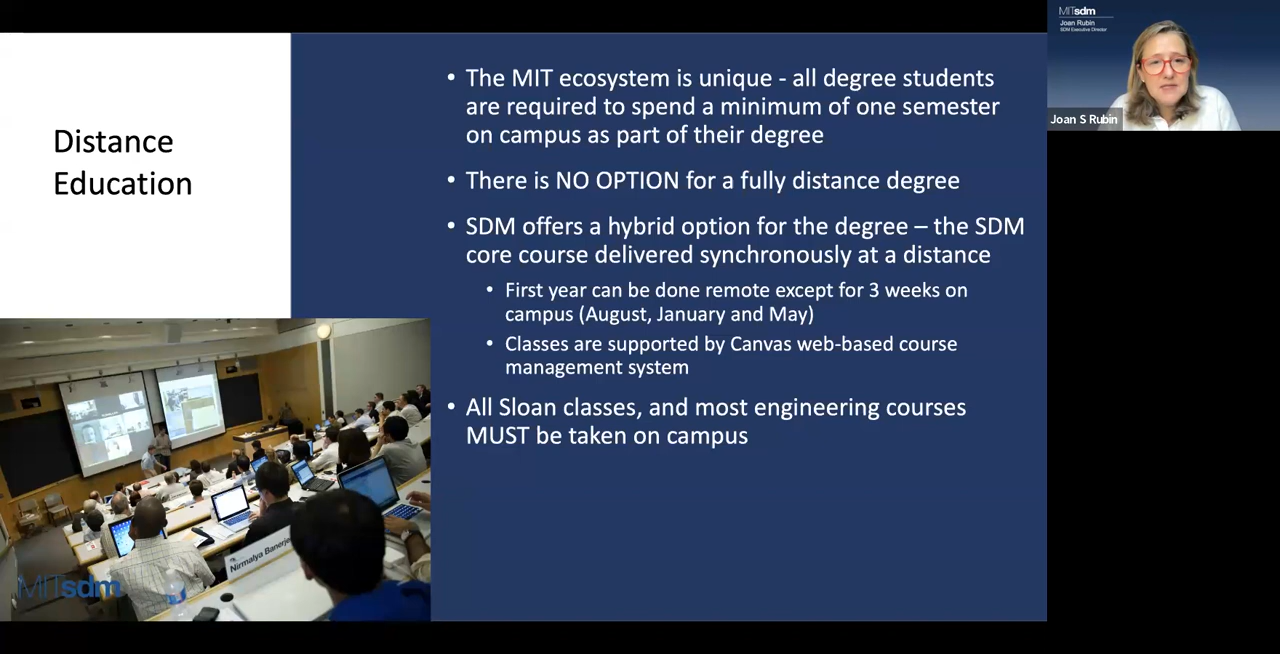 Distance
Education
• The MIT ecosystem is unique - all degree students
are required to spend a minimum of one semester
on campus as part of their degree
• There is NO OPTION for a fully distance degree
• SDM offers a hybrid option for the degree – the SDM
core course delivered synchronously at a distance
• First year can be done remote except for 3 weeks on
campus (August, January and May)
• Classes are supported by Canvas web-based course
management system
• All Sloan classes, and most engineering courses
MUST be taken on campus
Nirmalya Banerje
MITsdm
MITsdm
Joan Rubin
SDM Executive Director
Joan S Rubin